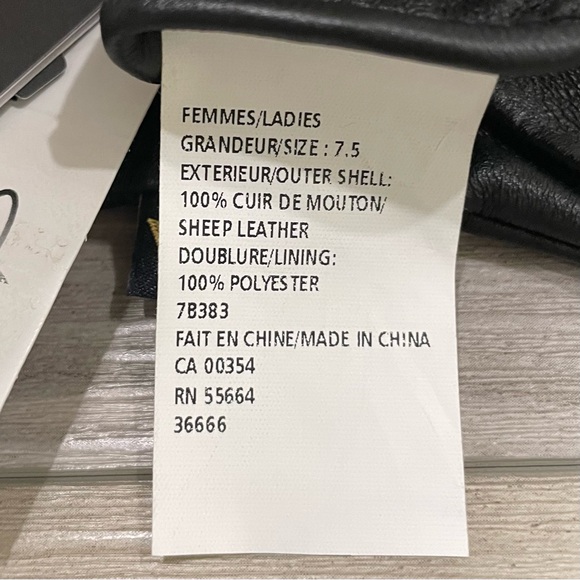 FEMMES/LADIES
GRANDEUR/SIZE : 7.5
EXTERIEUR/OUTER SHELL:
100% CUIR DE MOUTON/
SHEEP LEATHER
DOUBLURE/LINING:
100% POLYESTER
7B383
FAIT EN CHINE/MADE IN CHINA
CA 00354
RN 55664
36666